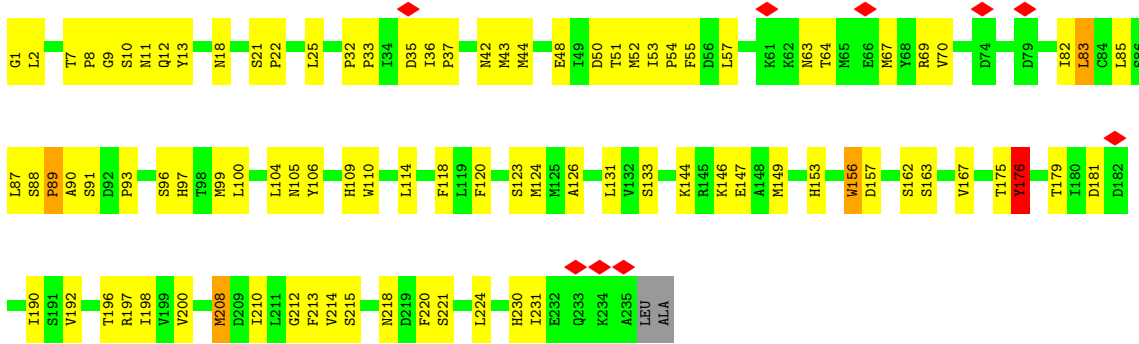 G1 L2 T7 P8 G9 S10 N11 Q12 Y13 N18 S21 P22 L25 P32 P33 I34 D35 I36 P37 N42 M43 M44 E48 I49 D50 T51 M52 I53 P54 F55 D56 L57 K61 K62 N63 T64 M65 E66 M67 Y68 R69 V70 D74 D79 I82 L83 C84 L85
L87 S88 P89 A90 S91 D92 P93 S96 H97 T98 M99 L100 L104 N105 Y106 H109 W110 L114 F118 L119 F120 S123 M124 M125 A126 L131 V132 S133 K144 R145 K146 E147 A148 M149 H153 W156 D157 S162 S163 V167 T175 Y176 T179 I180 D181 D182
I190 S191 V192 T196 R197 I198 V199 V200 M208 D209 I210 L211 G212 F213 V214 S215 N218 D219 F220 S221 L224 H230 I231 E232 Q233 K234 A235 LEU ALA